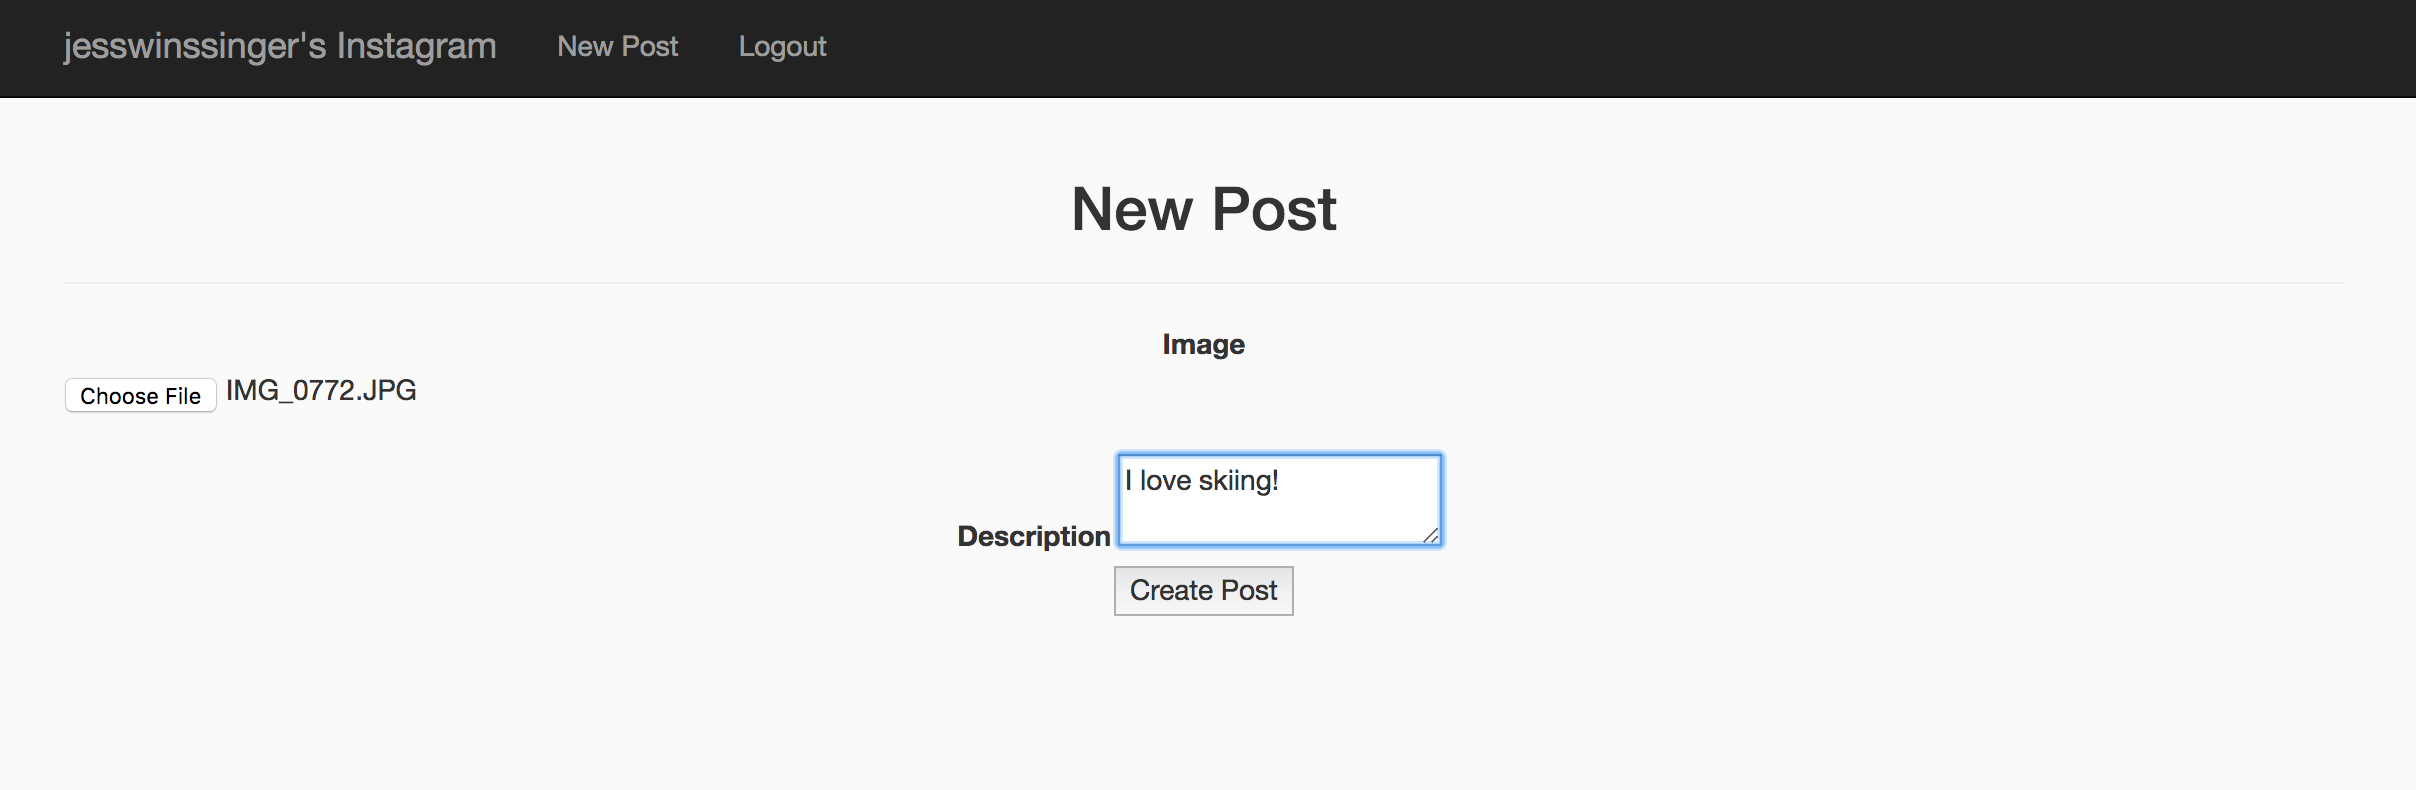 jesswinssinger's Instagram New Post Logout
New Post
Image
Choose File IMG_0772.JPG
I love skiing!
Description
Create Post